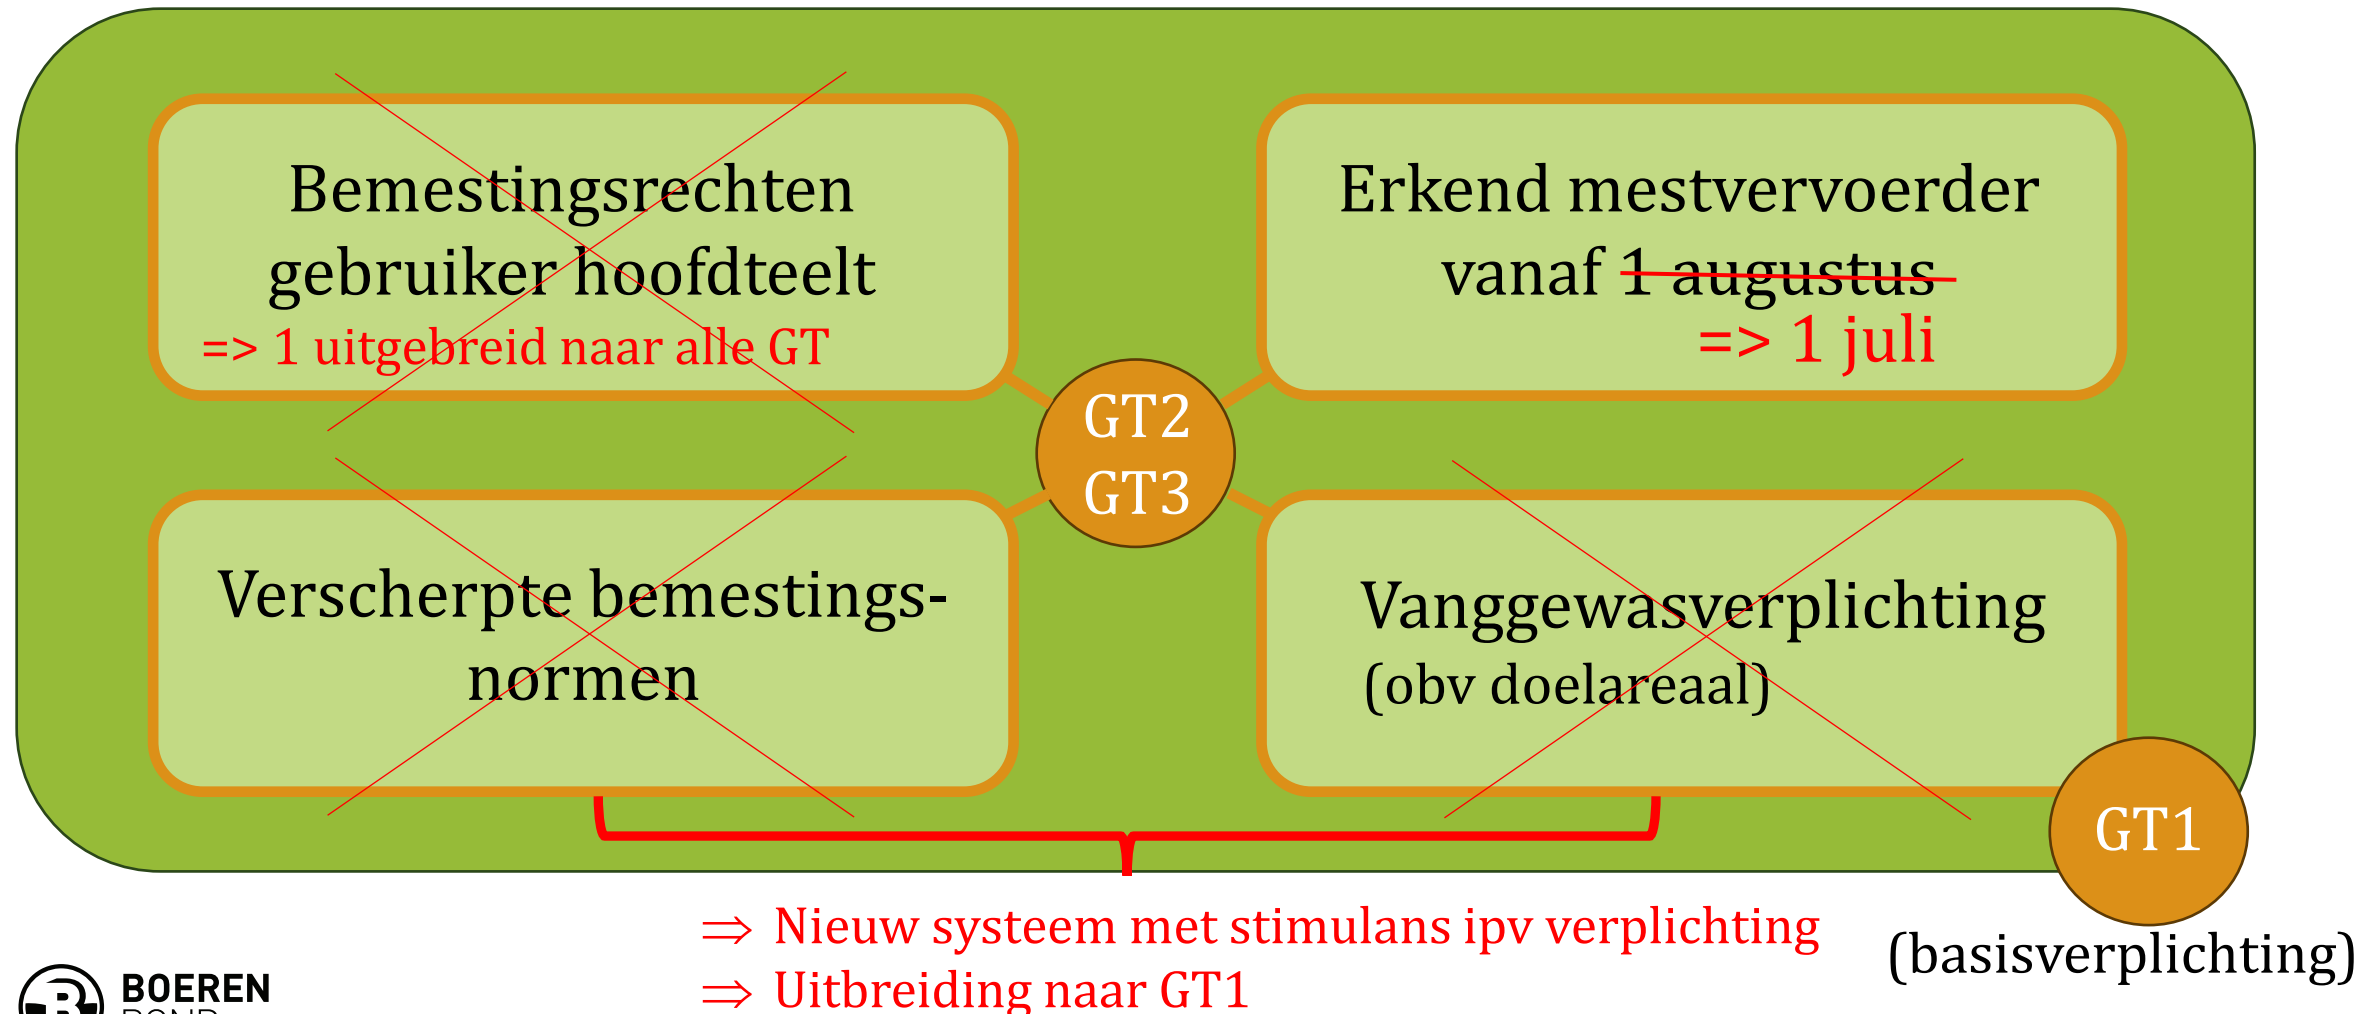 Bemestingsrechten
gebruiker hoofdteelt
=> 1 uitgebreid naar alle GT
Erkend mestvervoerder
vanaf 1 augustus
=> 1 juli
GT2
GT3
Verscherpte bemestings-
normen
Vanggewasverplichting
(obv doelareaal)
GT1
(basisverplichting)
⇒ Nieuw systeem met stimulans ipv verplichting
⇒ Uitbreiding naar GT1
BOEREN